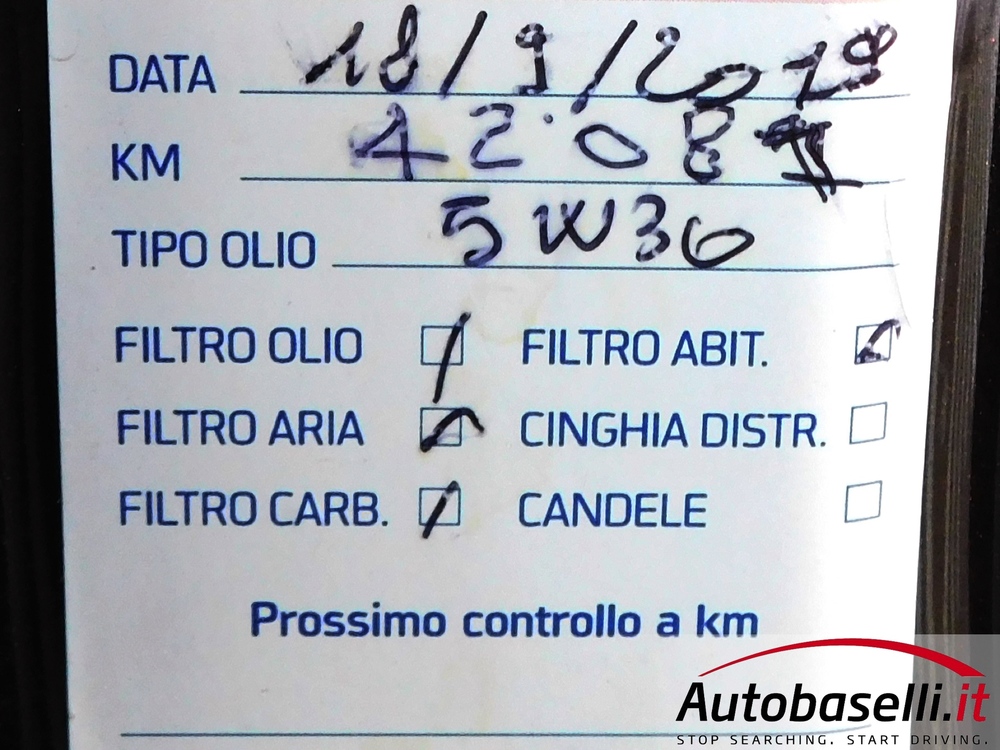 DATA 18/9/2019
KM
TIPO OLIO 5W30
FILTRO OLIO FILTRO ABIT.
FILTRO ARIA CINGHIA DISTR.
FILTRO CARB. CANDELE
Prossimo controllo a km
Autobaselli.it
STOP SEARCHING. START DRIVING.